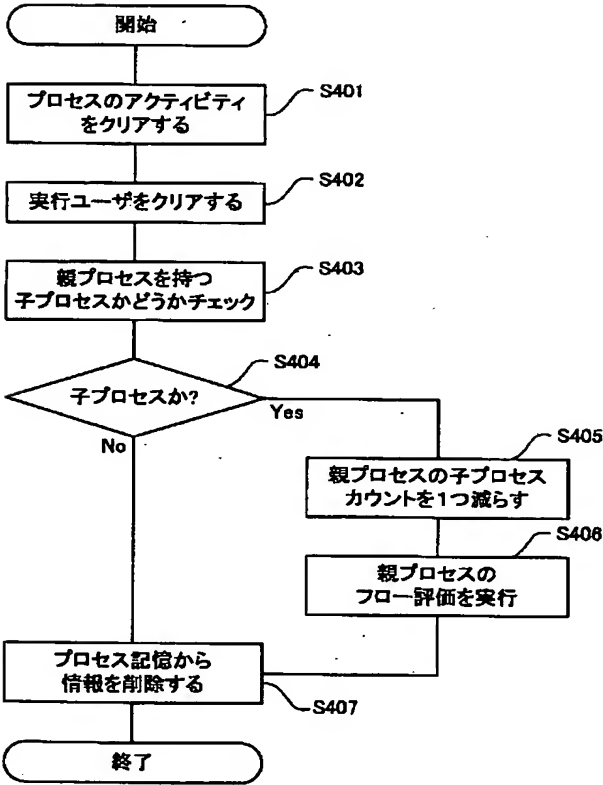 開始
プロセスのアクティビティ
をクリアする
S401
実行ユーザをクリアする
S402
親プロセスを持つ
子プロセスかどうかチェック
S403
子プロセスか?
S404
Yes
No
親プロセスの子プロセス
カウントを1つ減らす
S405
親プロセスの
フロー評価を実行
S406
プロセス記憶から
情報を削除する
S407
終了